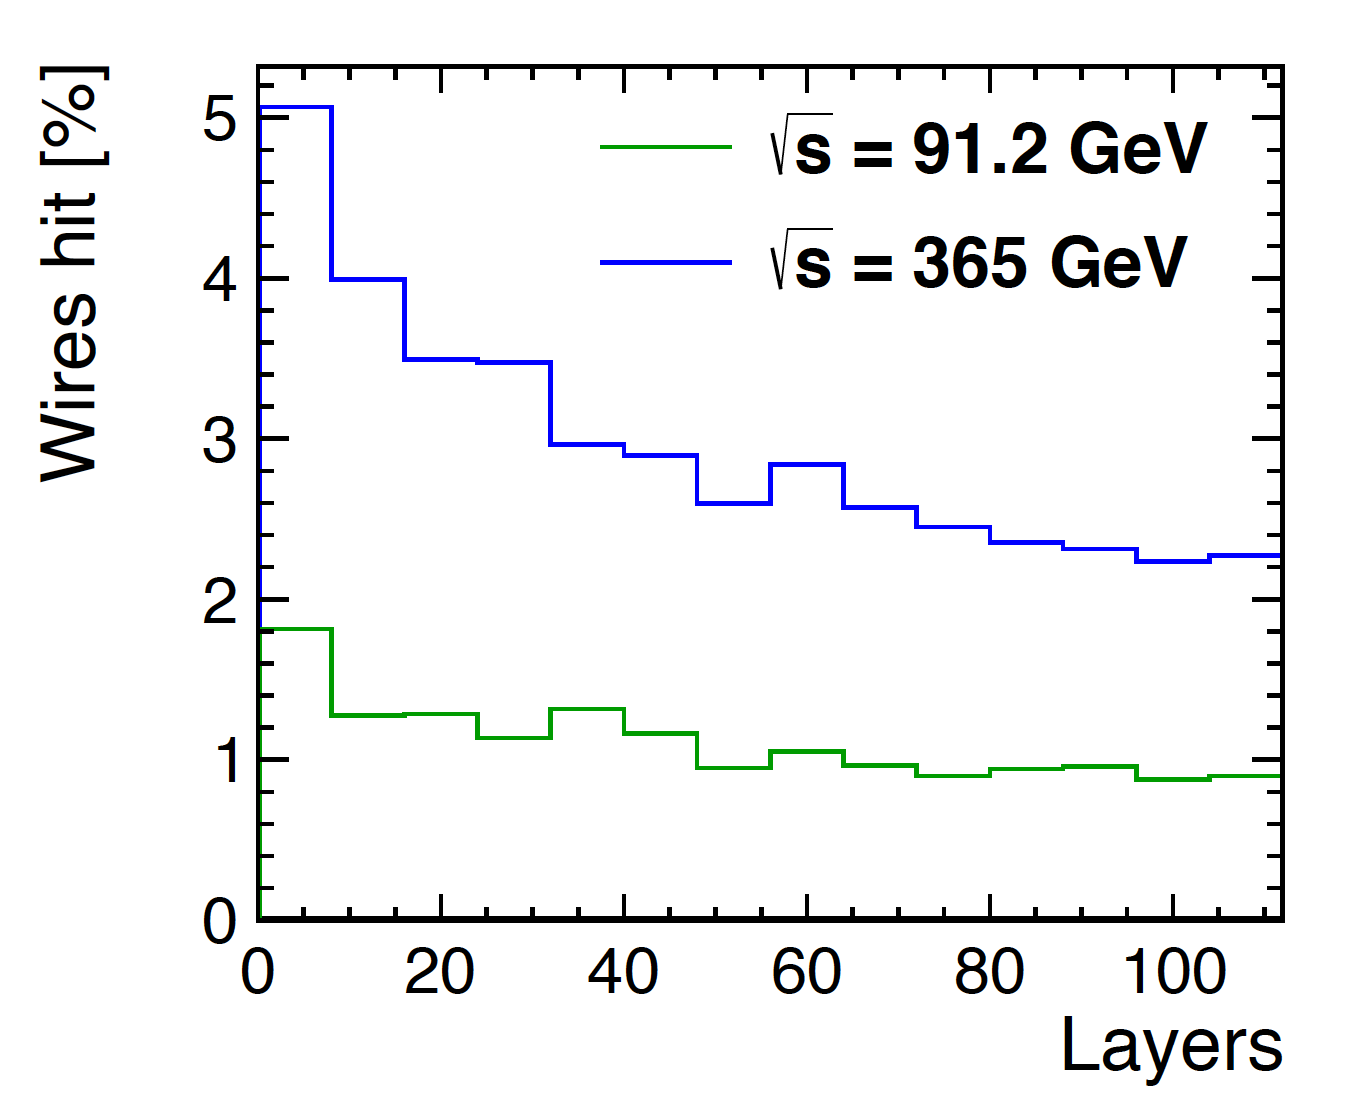 Wires hit [%]
5
4
3
2
1
0
√s = 91.2 GeV
√s = 365 GeV
0 20 40 60 80 100
Layers